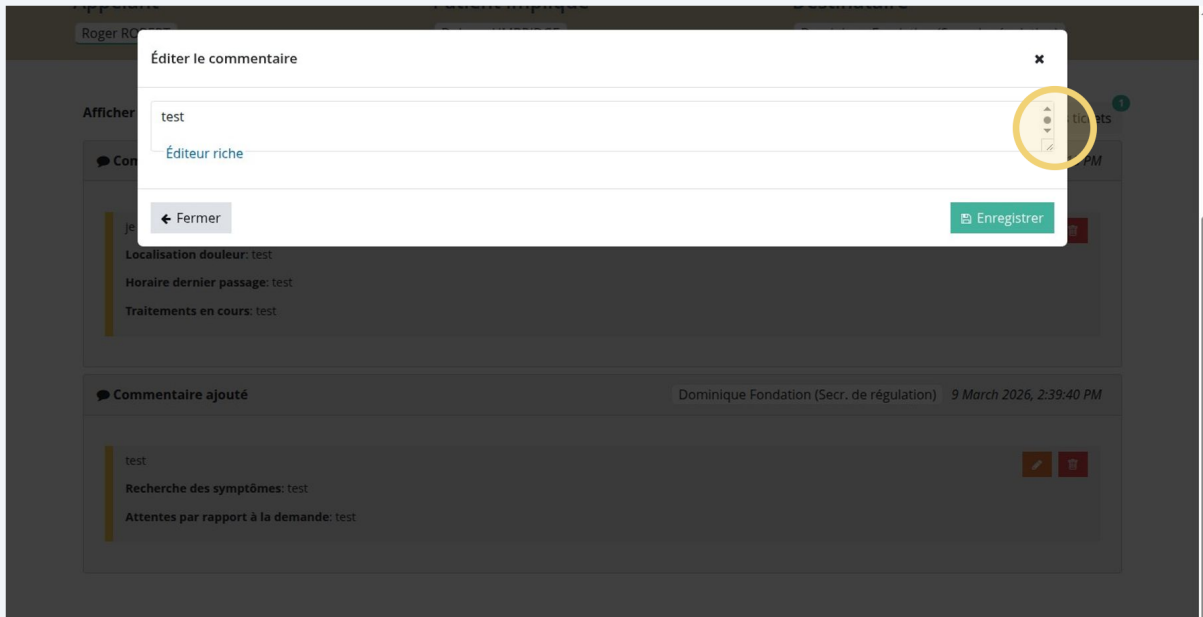 Roger
Éditer le commentaire
Afficher
test
1
tickets
Éditeur riche
PM
Fermer
Enregistrer
je
Localisation douleur: test
Horaire dernier passage: test
Traitements en cours: test
Commentaire ajouté
Dominique Fondation (Secr. de régulation)
9 March 2026, 2:39:40 PM
test
Recherche des symptômes: test
Attentes par rapport à la demande: test